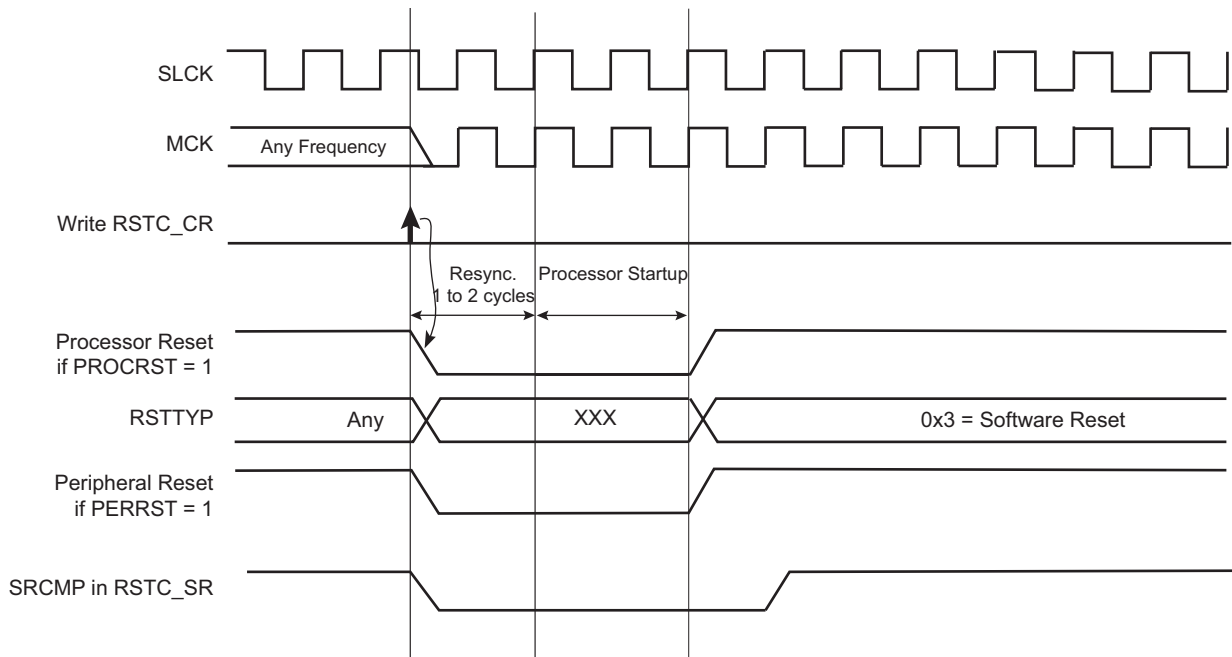 SLCK
MCK
Any Frequency
Write RSTC_CR
Resync.
1 to 2 cycles
Processor Startup
Processor Reset
if PROCRST = 1
RSTTYP
Any
XXX
0x3 = Software Reset
Peripheral Reset
if PERRST = 1
SRCMP in RSTC_SR